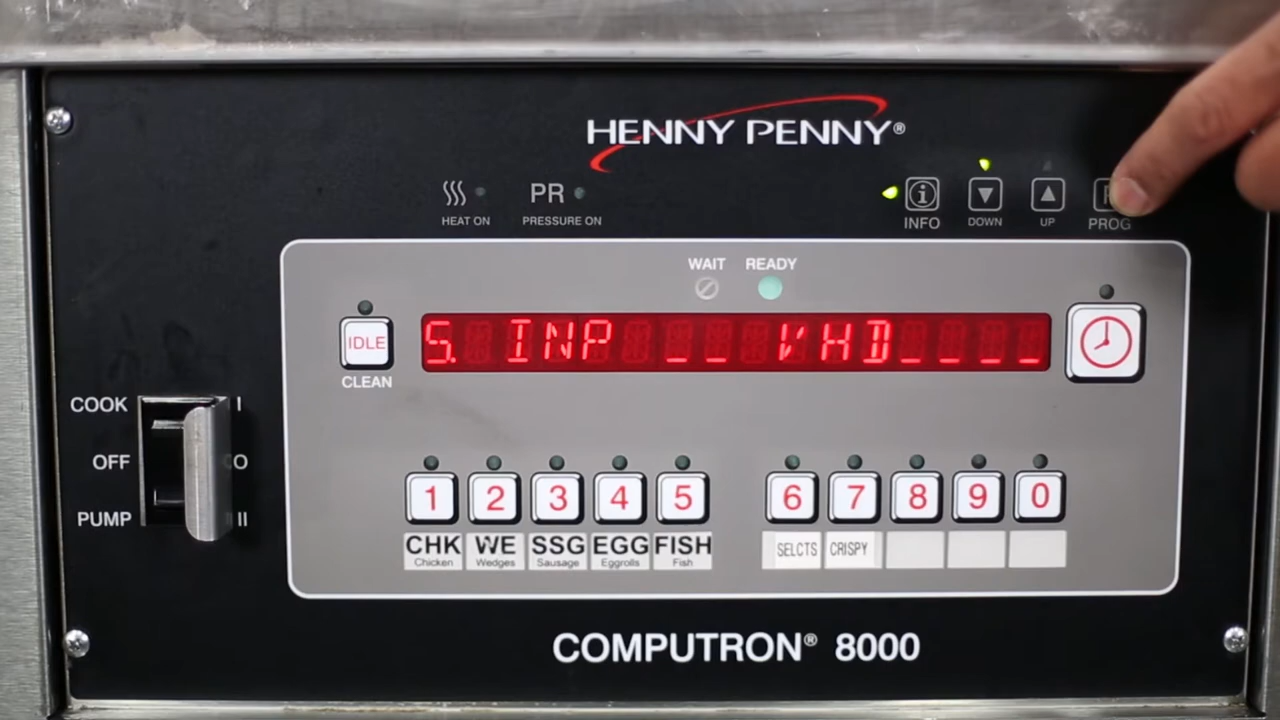 HENNY PENNY®
PR
HEAT ON
PRESSURE ON
INFO
DOWN
UP
PROG
WAIT
READY
IDLE
CLEAN
S. INP _ _ VHD_ _ _ _
COOK
I
OFF
O
PUMP
II
1 2 3 4 5 6 7 8 9 0
CHK WE SSG EGG FISH SELCTS CRISPY
Chicken Wedges Sausage Eggrolls Fish
COMPUTRON® 8000